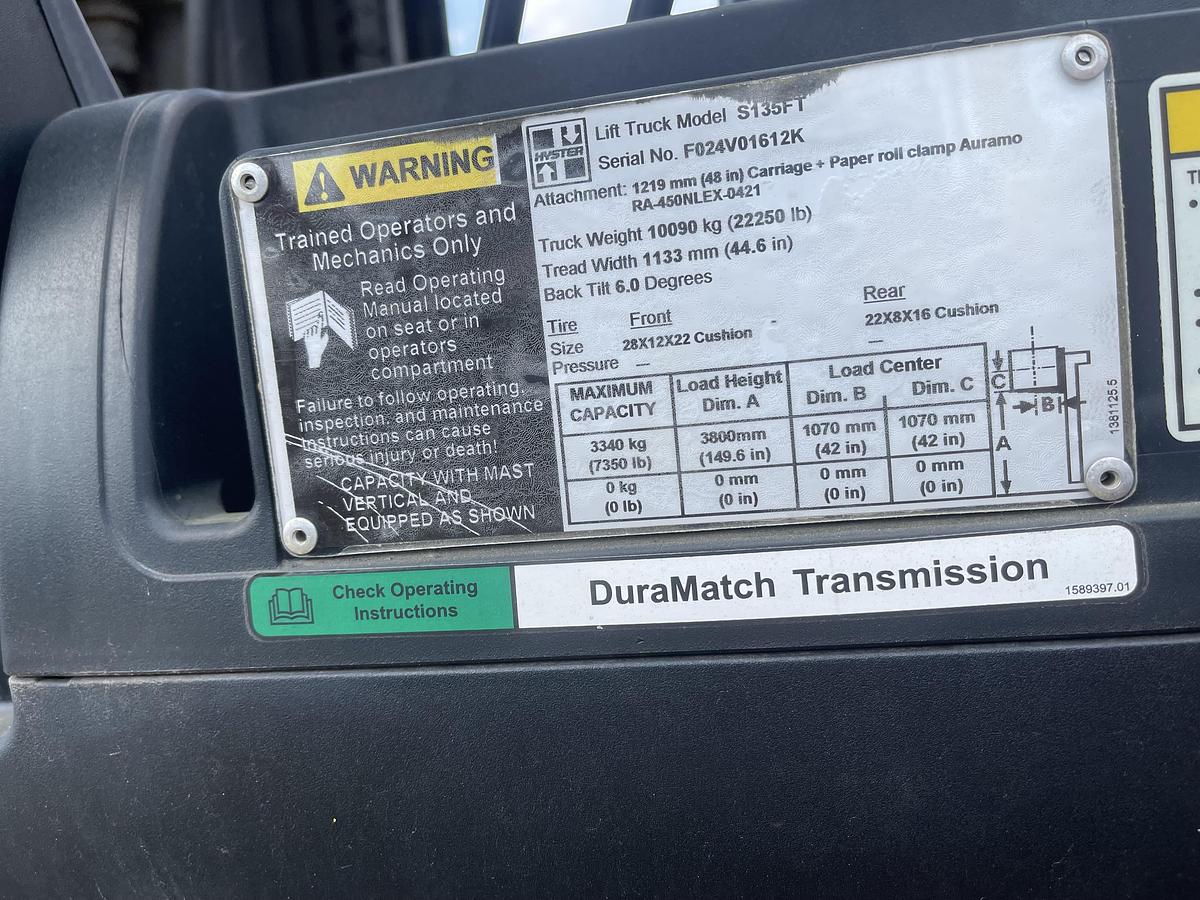 WARNING
Trained Operators and
Mechanics Only
Read Operating
Manual located
on seat or in
operators
compartment
Failure to follow operating,
inspection, and maintenance
instructions can cause
serious injury or death!
CAPACITY WITH MAST
VERTICAL AND
EQUIPPED AS SHOWN
HYSTER
Lift Truck Model S135FT
Serial No. F024V01612K
Attachment: 1219 mm (48 in) Carriage + Paper roll clamp Auramo
RA-450NLEX-0421
Truck Weight 10090 kg (22250 lb)
Tread Width 1133 mm (44.6 in)
Back Tilt 6.0 Degrees
Tire Front Rear
Size 28X12X22 Cushion 22X8X16 Cushion
Pressure — —
MAXIMUM CAPACITY Load Height Dim. A Load Center Dim. B Dim. C
3340 kg 3800mm 1070 mm 1070 mm
(7350 lb) (149.6 in) (42 in) (42 in)
0 kg 0 mm 0 mm 0 mm
(0 lb) (0 in) (0 in) (0 in)
C
B
A
1381125.5
Check Operating
Instructions
DuraMatch Transmission
1589397.01